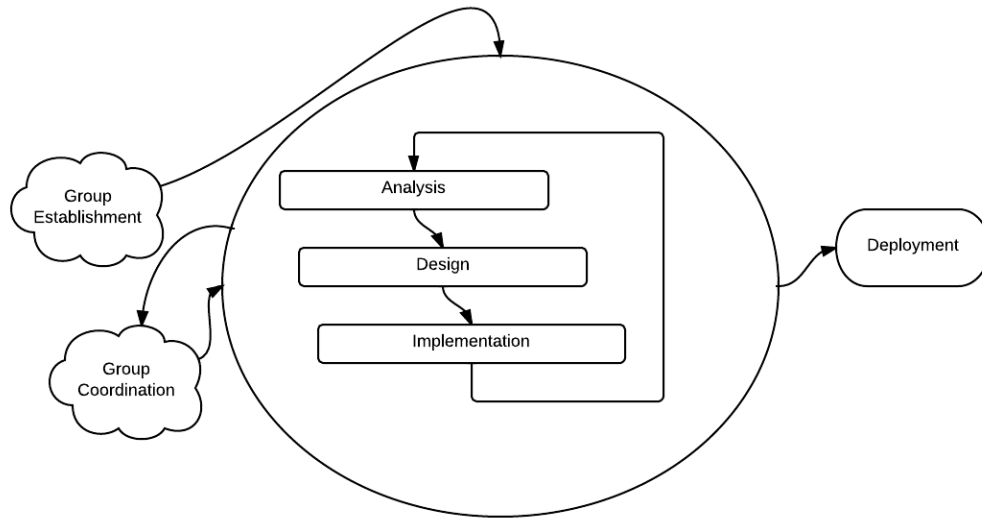 Group
Establishment
Analysis
Design
Implementation
Group
Coordination
Deployment